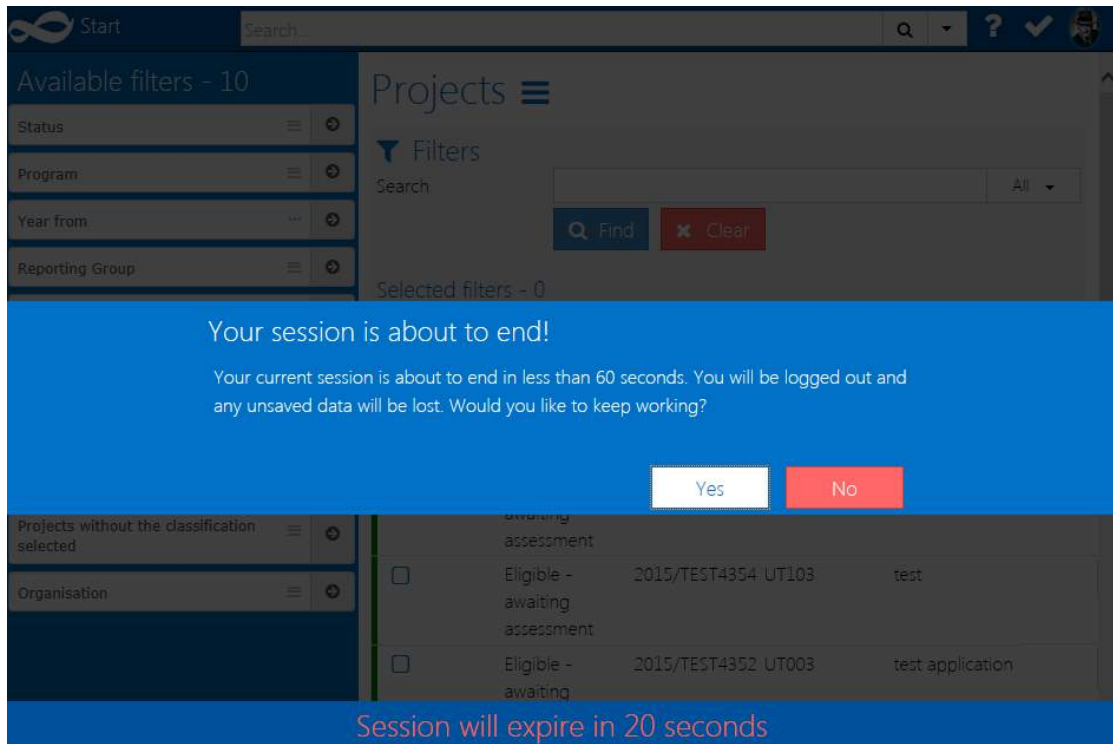 Start
Search...
?
Available filters - 10
Status
Program
Year from
Reporting Group
Projects
Filters
Search
All
Find
Clear
Selected filters - 0
Your session is about to end!
Your current session is about to end in less than 60 seconds. You will be logged out and
any unsaved data will be lost. Would you like to keep working?
Yes
No
Projects without the classification
selected
Organisation
awaiting
assessment
Eligible - 2015/TEST4354 UT103 test
awaiting
assessment
Eligible - 2015/TEST4352 UT003 test application
awaiting
Session will expire in 20 seconds